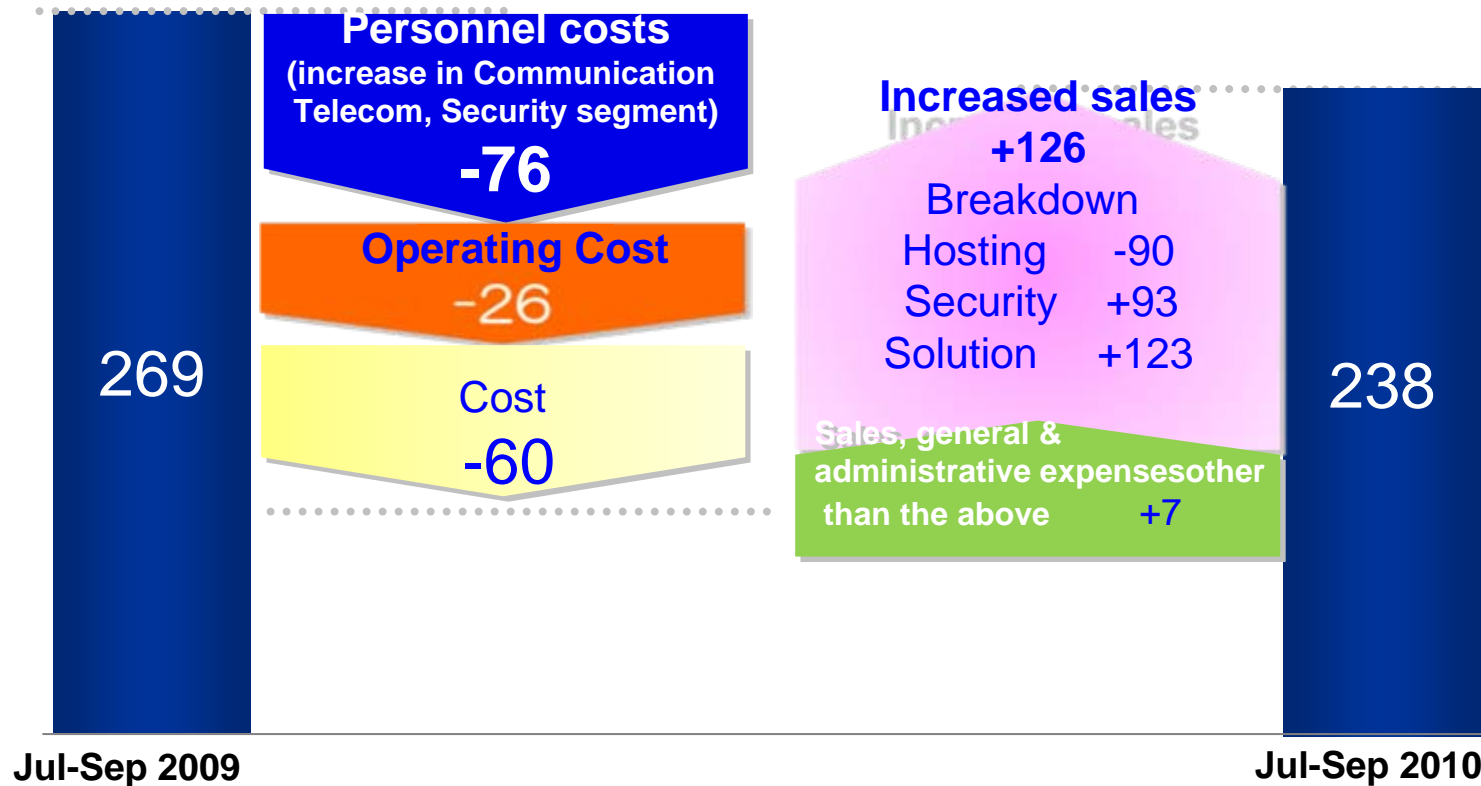 Personnel costs
(increase in Communication
Telecom, Security segment)
-76
Operating Cost
-26
Cost
-60
269
Increased sales
+126
Breakdown
Hosting -90
Security +93
Solution +123
Sales, general &
administrative expensesother
than the above +7
238
Jul-Sep 2009
Jul-Sep 2010